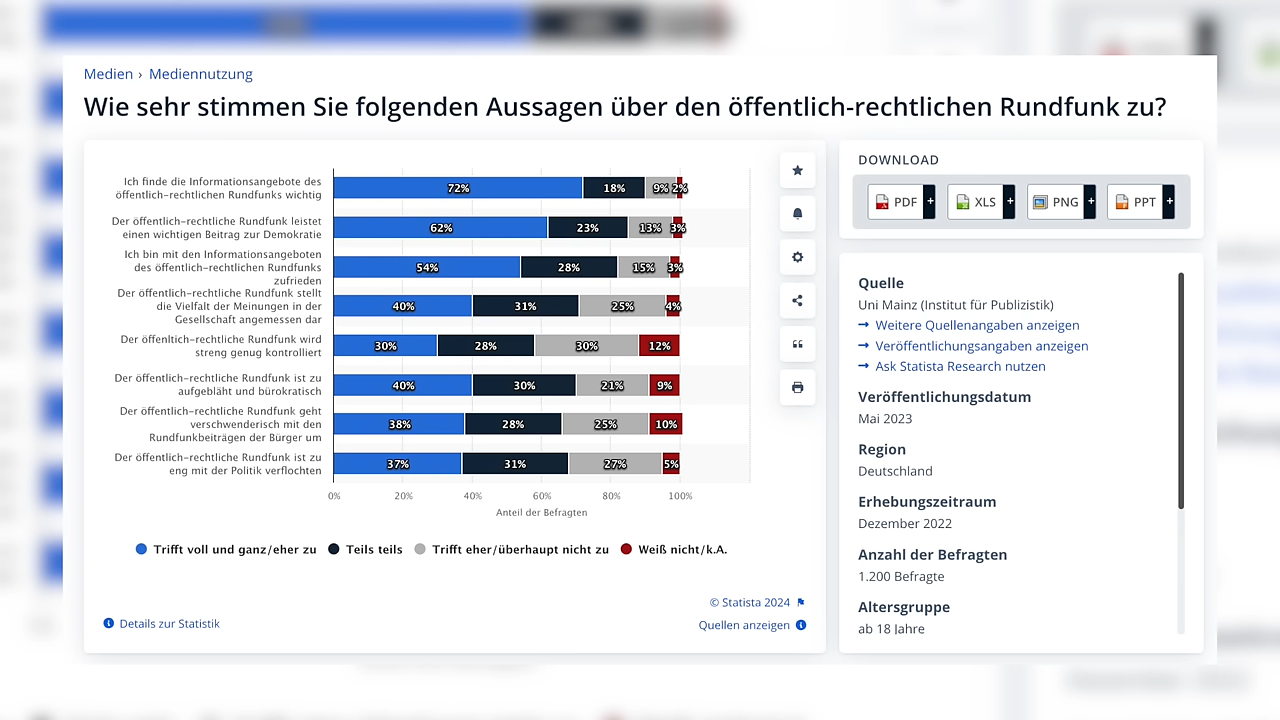 Medien › Mediennutzung
Wie sehr stimmen Sie folgenden Aussagen über den öffentlich-rechtlichen Rundfunk zu?
Ich finde die Informationsangebote des
öffentlich-rechtlichen Rundfunks wichtig
72% 18% 9% 2%
Der öffentlich-rechtliche Rundfunk leistet
einen wichtigen Beitrag zur Demokratie
62% 23% 13% 3%
Ich bin mit den Informationsangeboten
des öffentlich-rechtlichen Rundfunks
zufrieden
54% 28% 15% 3%
Der öffentlich-rechtliche Rundfunk stellt
die Vielfalt der Meinungen in der
Gesellschaft angemessen dar
40% 31% 25% 4%
Der öffenltich-rechtliche Rundfunk wird
streng genug kontrolliert
30% 28% 30% 12%
Der öffentlich-rechtliche Rundfunk ist zu
aufgebläht und bürokratisch
40% 30% 21% 9%
Der öffentlich-rechtliche Rundfunk geht
verschwenderisch mit den
Rundfunkbeiträgen der Bürger um
38% 28% 25% 10%
Der öffentlich-rechtliche Rundfunk ist zu
eng mit der Politik verflochten
37% 31% 27% 5%
0% 20% 40% 60% 80% 100%
Anteil der Befragten
Trifft voll und ganz/eher zu Teils teils Trifft eher/überhaupt nicht zu Weiß nicht/k.A.
© Statista 2024
Details zur Statistik
Quellen anzeigen
DOWNLOAD
PDF + XLS + PNG + PPT +
Quelle
Uni Mainz (Institut für Publizistik)
→ Weitere Quellenangaben anzeigen
→ Veröffentlichungsangaben anzeigen
→ Ask Statista Research nutzen
Veröffentlichungsdatum
Mai 2023
Region
Deutschland
Erhebungszeitraum
Dezember 2022
Anzahl der Befragten
1.200 Befragte
Altersgruppe
ab 18 Jahre